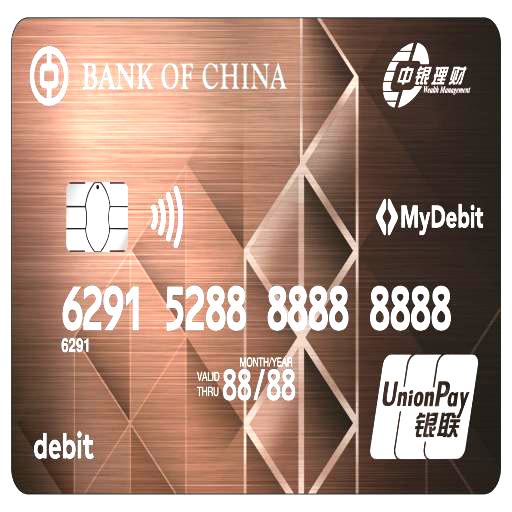 BANK OF CHINA
中银理财
Wealth Management
MyDebit
6291 5288 8888 8888
6291
MONTH/YEAR
VALID THRU 88/88
debit
UnionPay
银联